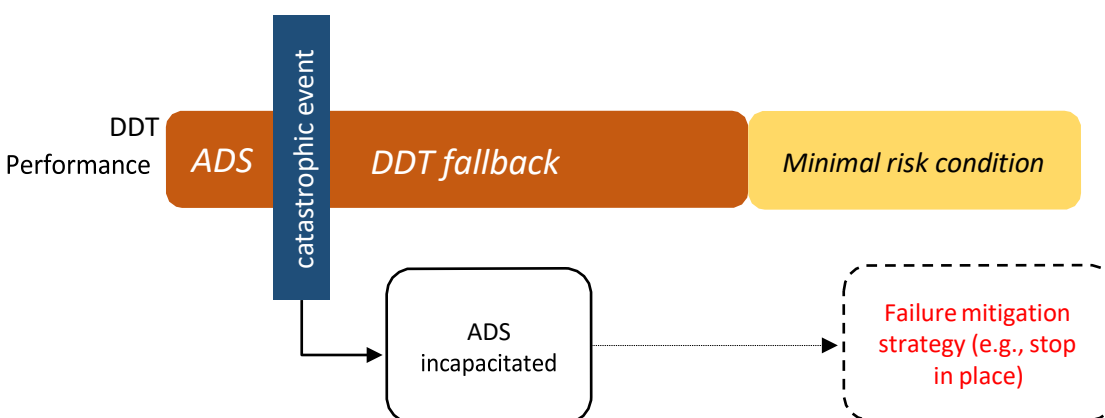 DDT
Performance
ADS
catastrophic event
DDT fallback
Minimal risk condition
ADS
incapacitated
Failure mitigation
strategy (e.g., stop
in place)